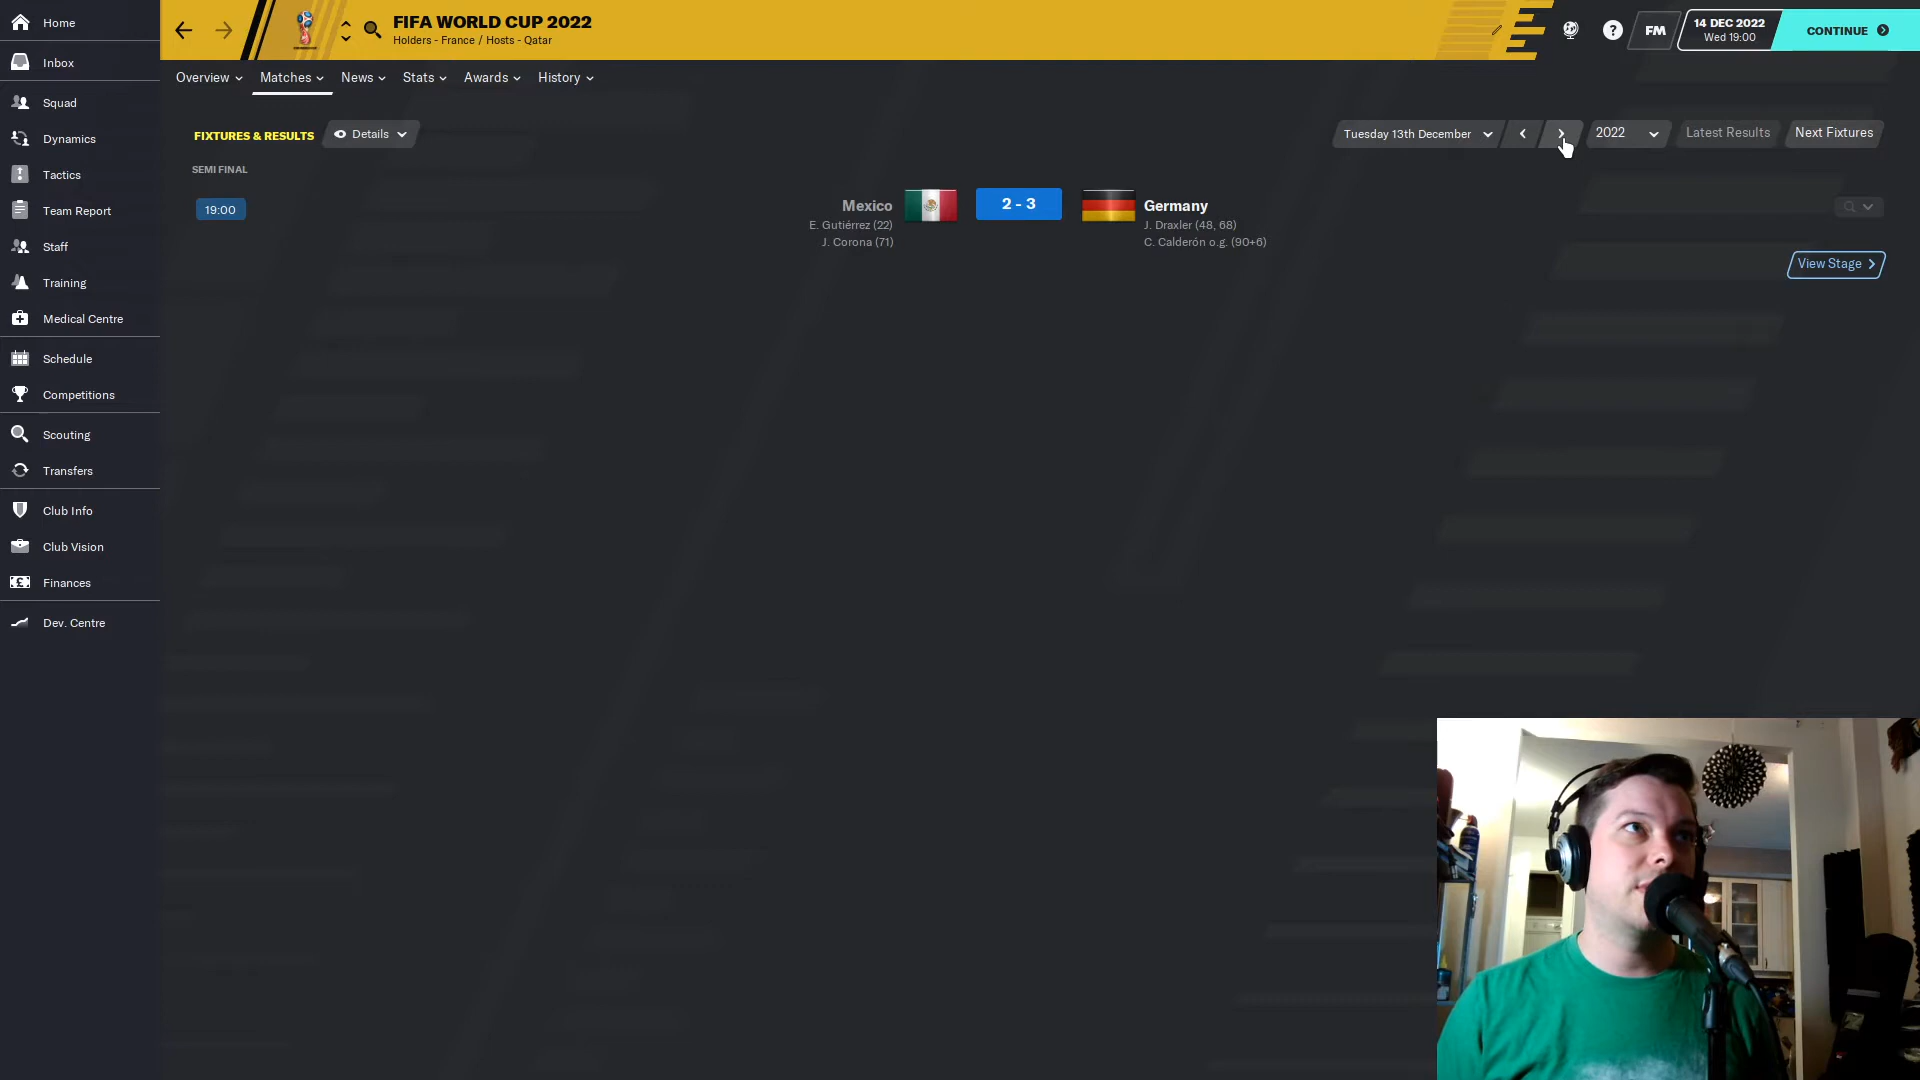 Home
Inbox
Squad
Dynamics
Tactics
Team Report
Staff
Training
Medical Centre
Schedule
Competitions
Scouting
Transfers
Club Info
Club Vision
Finances
Dev. Centre
FIFA WORLD CUP 2022
Holders - France / Hosts - Qatar
FM
14 DEC 2022
Wed 19:00
CONTINUE
Overview Matches News Stats Awards History
FIXTURES & RESULTS Details Tuesday 13th December 2022 Latest Results Next Fixtures
SEMI FINAL
19:00 Mexico 2 - 3 Germany
E. Gutiérrez (22) J. Draxler (48, 68)
J. Corona (71) C. Calderón o.g. (90+6)
View Stage